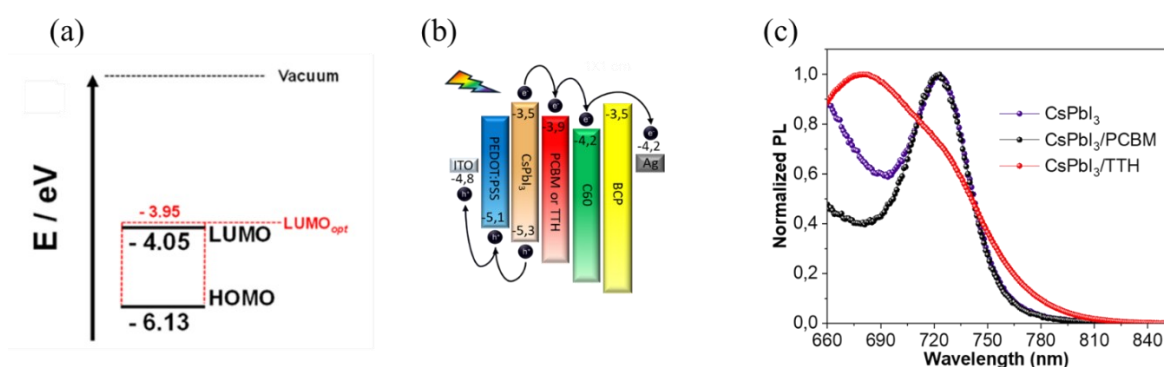 (a)
Vacuum
E / eV
- 3.95
LUMOopt
- 4.05
LUMO
HOMO
- 6.13
(b)
e-
e-
e-
e-
-3,5
-3,9
-4,2
-3,5
-4,2
ITO
-4,8
h+
PEDOT:PSS
-5,1
h+
CsPbI₃
-5,3
h+
PCBM or TTH
C60
BCP
Ag
(c)
Normalized PL
1,0
0,8
0,6
0,4
0,2
0,0
660
690
720
750
780
810
840
Wavelength (nm)
CsPbI₃
CsPbI₃/PCBM
CsPbI₃/TTH